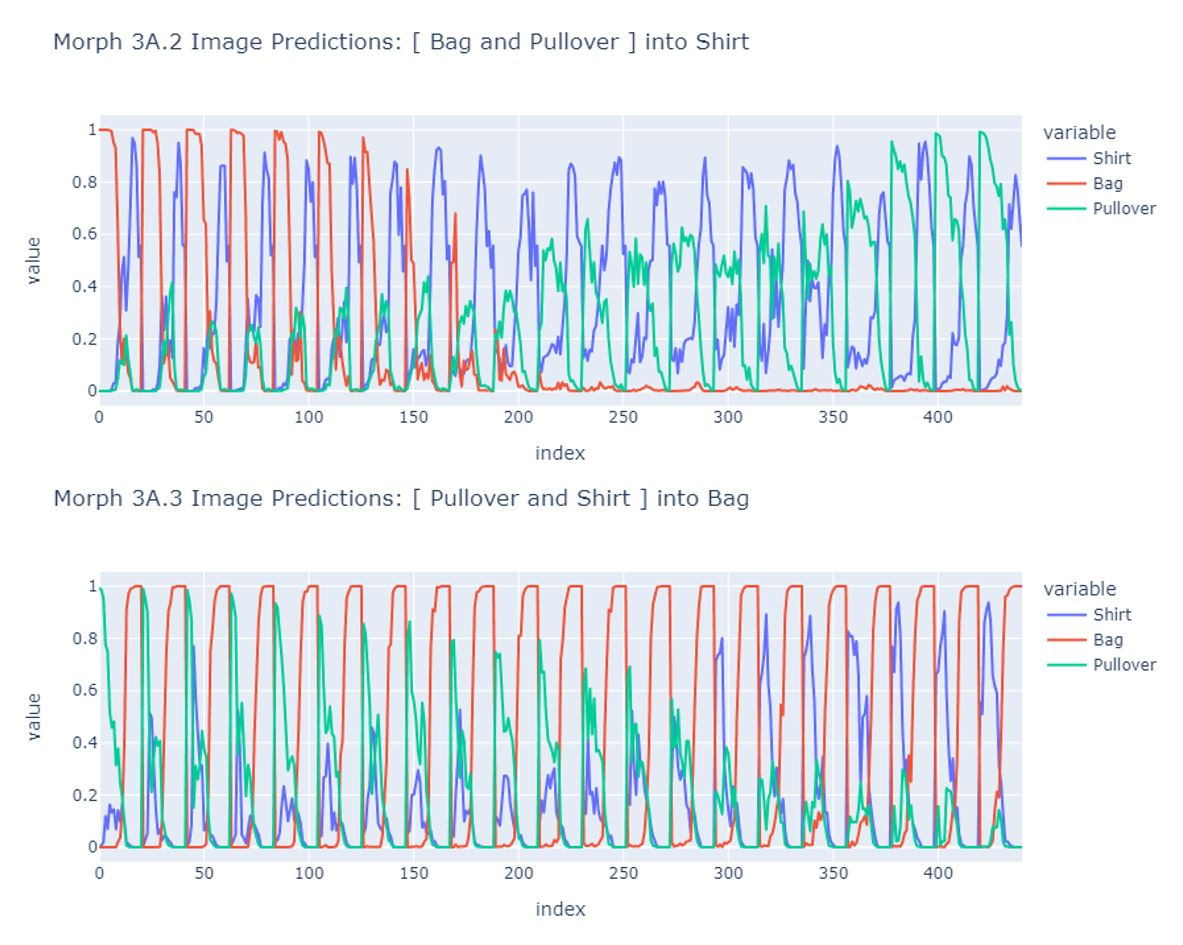 Morph 3A.2 Image Predictions: [ Bag and Pullover ] into Shirt
variable
Shirt
Bag
Pullover
value
1
0.8
0.6
0.4
0.2
0
0 50 100 150 200 250 300 350 400
index
Morph 3A.3 Image Predictions: [ Pullover and Shirt ] into Bag
variable
Shirt
Bag
Pullover
value
1
0.8
0.6
0.4
0.2
0
0 50 100 150 200 250 300 350 400
index